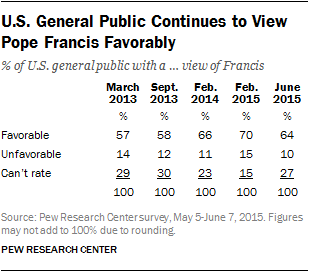 U.S. General Public Continues to View
Pope Francis Favorably
% of U.S. general public with a ... view of Francis
March Sept. Feb. Feb. June
2013 2013 2014 2015 2015
% % % % %
Favorable 57 58 66 70 64
Unfavorable 14 12 11 15 10
Can't rate 29 30 23 15 27
100 100 100 100 100
Source: Pew Research Center survey, May 5-June 7, 2015. Figures
may not add to 100% due to rounding.
PEW RESEARCH CENTER